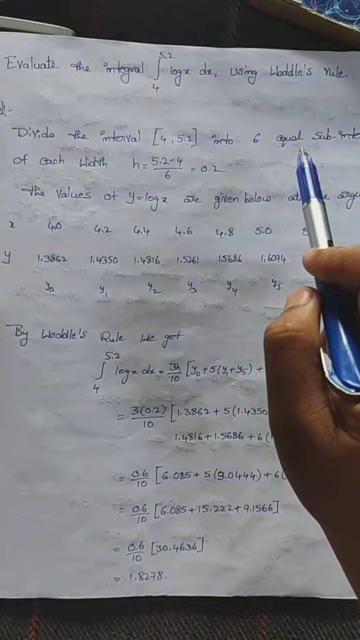 Evaluate the integral ∫₄^5.2 logx dx, using Weddle's rule.
Divide the interval [4, 5.2] into 6 equal sub-
of each width h = 5.2-4/6 = 0.2
The values of y=logx are given below
x 4.0 4.2 4.4 4.6 4.8 5.0
y 1.3862 1.4350 1.4816 1.5261 1.5686 1.6094
y₀ y₁ y₂ y₃ y₄ y₅
By Weddle's Rule we get
∫₄^5.2 logx dx = 3h/10 [y₀+5(y₁+y₅)+
= 3(0.2)/10 [1.3862+5(1.4350
1.4816+1.5686+6(
= 0.6/10 [6.085+5(3.0444)+6(
= 0.6/10 [6.085+15.222+9.1566]
= 0.6/10 [30.4636]
= 1.8278.